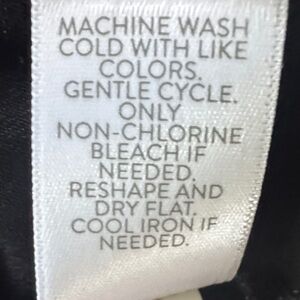 MACHINE WASH
COLD WITH LIKE
COLORS.
GENTLE CYCLE.
ONLY
NON-CHLORINE
BLEACH IF
NEEDED.
RESHAPE AND
DRY FLAT.
COOL IRON IF
NEEDED.